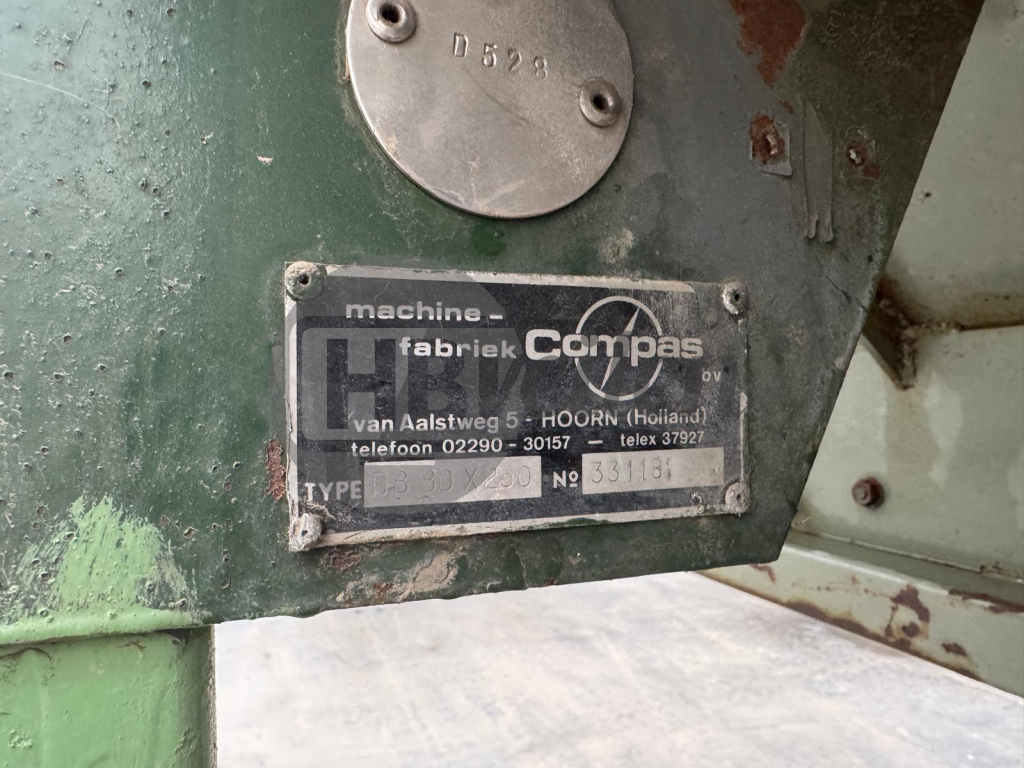 D528
machine -
fabriek Compas
bv
van Aalstweg 5 - HOORN (Holland)
telefoon 02290 - 30157 — telex 37927
TYPE DB 30 X 250 Nº 331181